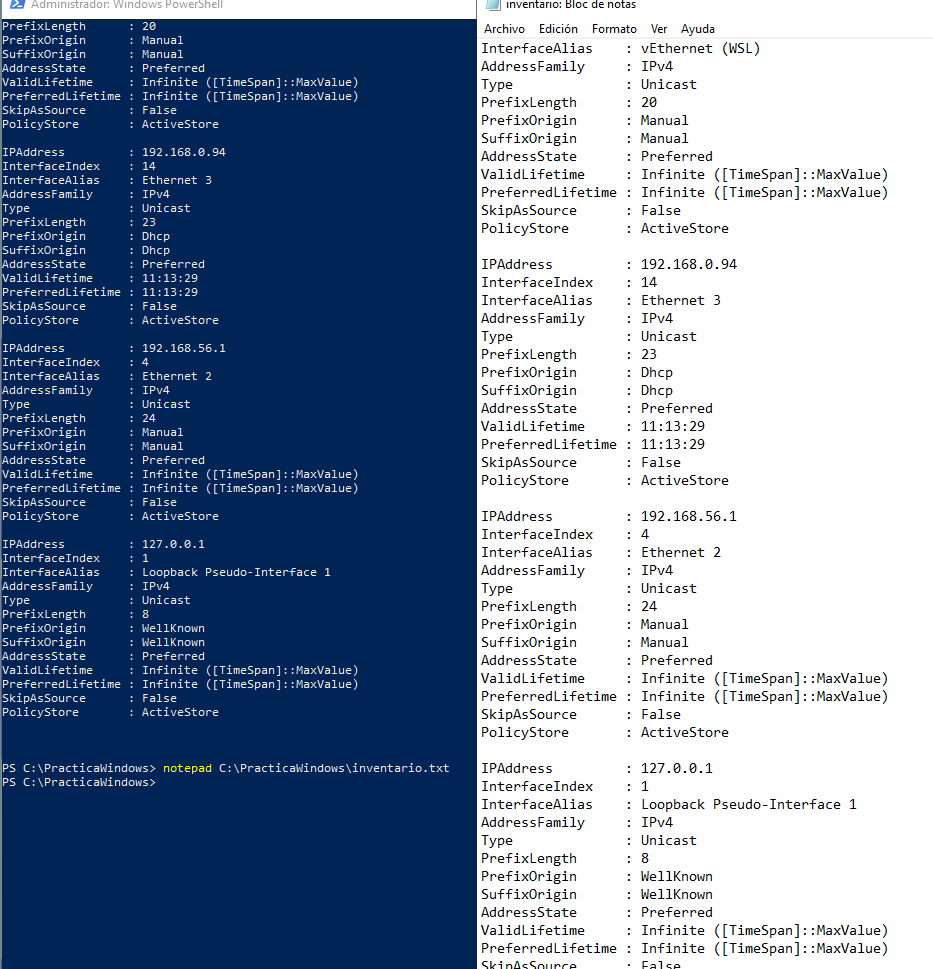 Administrador: Windows PowerShell
PrefixLength      : 20
PrefixOrigin      : Manual
SuffixOrigin      : Manual
AddressState      : Preferred
ValidLifetime     : Infinite ([TimeSpan]::MaxValue)
PreferredLifetime : Infinite ([TimeSpan]::MaxValue)
SkipAsSource      : False
PolicyStore       : ActiveStore

IPAddress         : 192.168.0.94
InterfaceIndex    : 14
InterfaceAlias    : Ethernet 3
AddressFamily     : IPv4
Type              : Unicast
PrefixLength      : 23
PrefixOrigin      : Dhcp
SuffixOrigin      : Dhcp
AddressState      : Preferred
ValidLifetime     : 11:13:29
PreferredLifetime : 11:13:29
SkipAsSource      : False
PolicyStore       : ActiveStore

IPAddress         : 192.168.56.1
InterfaceIndex    : 4
InterfaceAlias    : Ethernet 2
AddressFamily     : IPv4
Type              : Unicast
PrefixLength      : 24
PrefixOrigin      : Manual
SuffixOrigin      : Manual
AddressState      : Preferred
ValidLifetime     : Infinite ([TimeSpan]::MaxValue)
PreferredLifetime : Infinite ([TimeSpan]::MaxValue)
SkipAsSource      : False
PolicyStore       : ActiveStore

IPAddress         : 127.0.0.1
InterfaceIndex    : 1
InterfaceAlias    : Loopback Pseudo-Interface 1
AddressFamily     : IPv4
Type              : Unicast
PrefixLength      : 8
PrefixOrigin      : WellKnown
SuffixOrigin      : WellKnown
AddressState      : Preferred
ValidLifetime     : Infinite ([TimeSpan]::MaxValue)
PreferredLifetime : Infinite ([TimeSpan]::MaxValue)
SkipAsSource      : False
PolicyStore       : ActiveStore

PS C:\PracticaWindows> notepad C:\PracticaWindows\inventario.txt
PS C:\PracticaWindows>

inventario: Bloc de notas
Archivo Edición Formato Ver Ayuda
InterfaceAlias    : vEthernet (WSL)
AddressFamily     : IPv4
Type              : Unicast
PrefixLength      : 20
PrefixOrigin      : Manual
SuffixOrigin      : Manual
AddressState      : Preferred
ValidLifetime     : Infinite ([TimeSpan]::MaxValue)
PreferredLifetime : Infinite ([TimeSpan]::MaxValue)
SkipAsSource      : False
PolicyStore       : ActiveStore

IPAddress         : 192.168.0.94
InterfaceIndex    : 14
InterfaceAlias    : Ethernet 3
AddressFamily     : IPv4
Type              : Unicast
PrefixLength      : 23
PrefixOrigin      : Dhcp
SuffixOrigin      : Dhcp
AddressState      : Preferred
ValidLifetime     : 11:13:29
PreferredLifetime : 11:13:29
SkipAsSource      : False
PolicyStore       : ActiveStore

IPAddress         : 192.168.56.1
InterfaceIndex    : 4
InterfaceAlias    : Ethernet 2
AddressFamily     : IPv4
Type              : Unicast
PrefixLength      : 24
PrefixOrigin      : Manual
SuffixOrigin      : Manual
AddressState      : Preferred
ValidLifetime     : Infinite ([TimeSpan]::MaxValue)
PreferredLifetime : Infinite ([TimeSpan]::MaxValue)
SkipAsSource      : False
PolicyStore       : ActiveStore

IPAddress         : 127.0.0.1
InterfaceIndex    : 1
InterfaceAlias    : Loopback Pseudo-Interface 1
AddressFamily     : IPv4
Type              : Unicast
PrefixLength      : 8
PrefixOrigin      : WellKnown
SuffixOrigin      : WellKnown
AddressState      : Preferred
ValidLifetime     : Infinite ([TimeSpan]::MaxValue)
PreferredLifetime : Infinite ([TimeSpan]::MaxValue)
SkipAsSource      : False